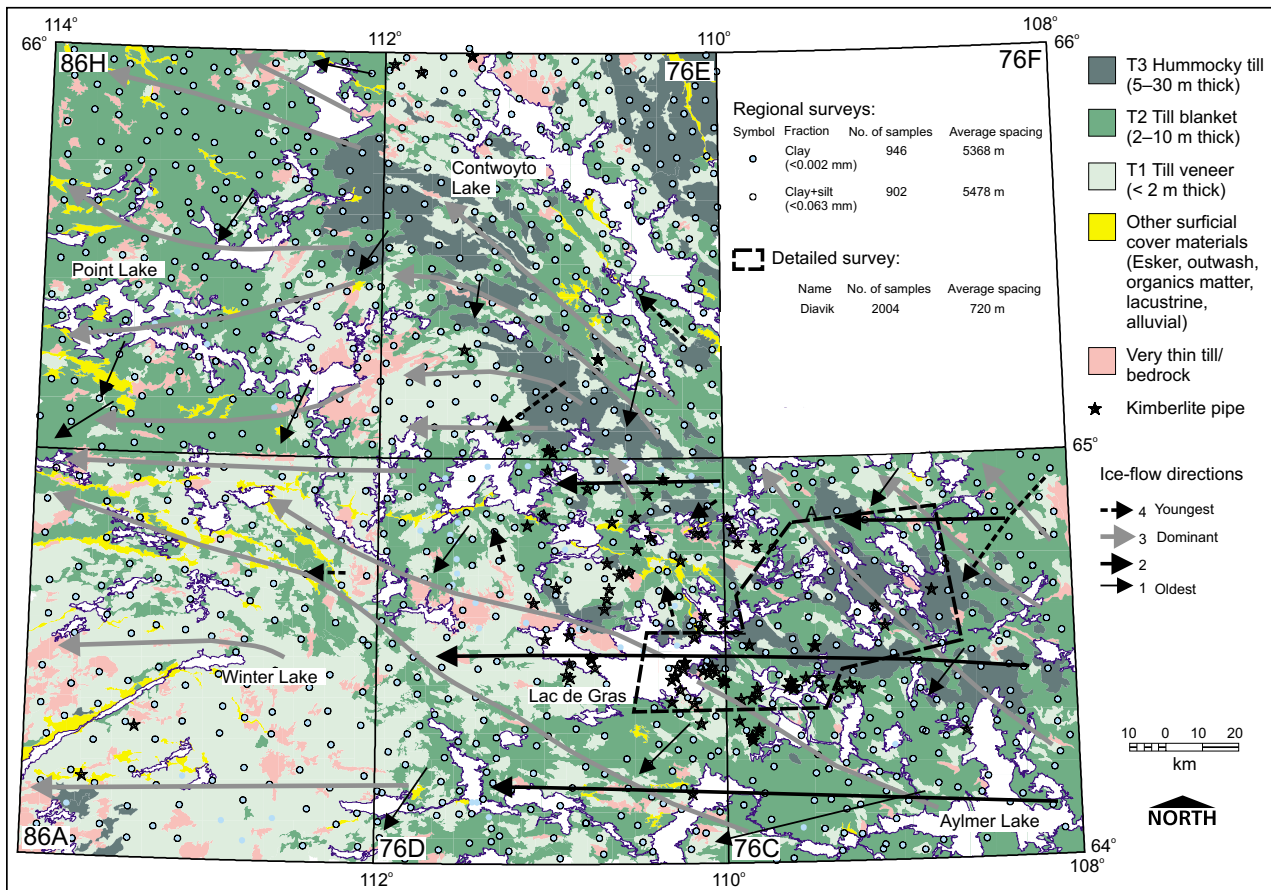 114°
112°
110°
108°
66°
66°
86H
76E
76F
Regional surveys:
Symbol Fraction No. of samples Average spacing
Clay 946 5368 m
(<0.002 mm)
Clay+silt 902 5478 m
(<0.063 mm)
Detailed survey:
Name No. of samples Average spacing
Diavik 2004 720 m
T3 Hummocky till
(5–30 m thick)
T2 Till blanket
(2–10 m thick)
T1 Till veneer
(< 2 m thick)
Other surficial
cover materials
(Esker, outwash,
organics matter,
lacustrine,
alluvial)
Very thin till/
bedrock
Kimberlite pipe
Ice-flow directions
4 Youngest
3 Dominant
2
1 Oldest
Contwoyto
Lake
Point Lake
65°
A
Winter Lake
Lac de Gras
Aylmer Lake
10 0 10 20
km
NORTH
86A
76D
76C
64°
112°
110°
108°